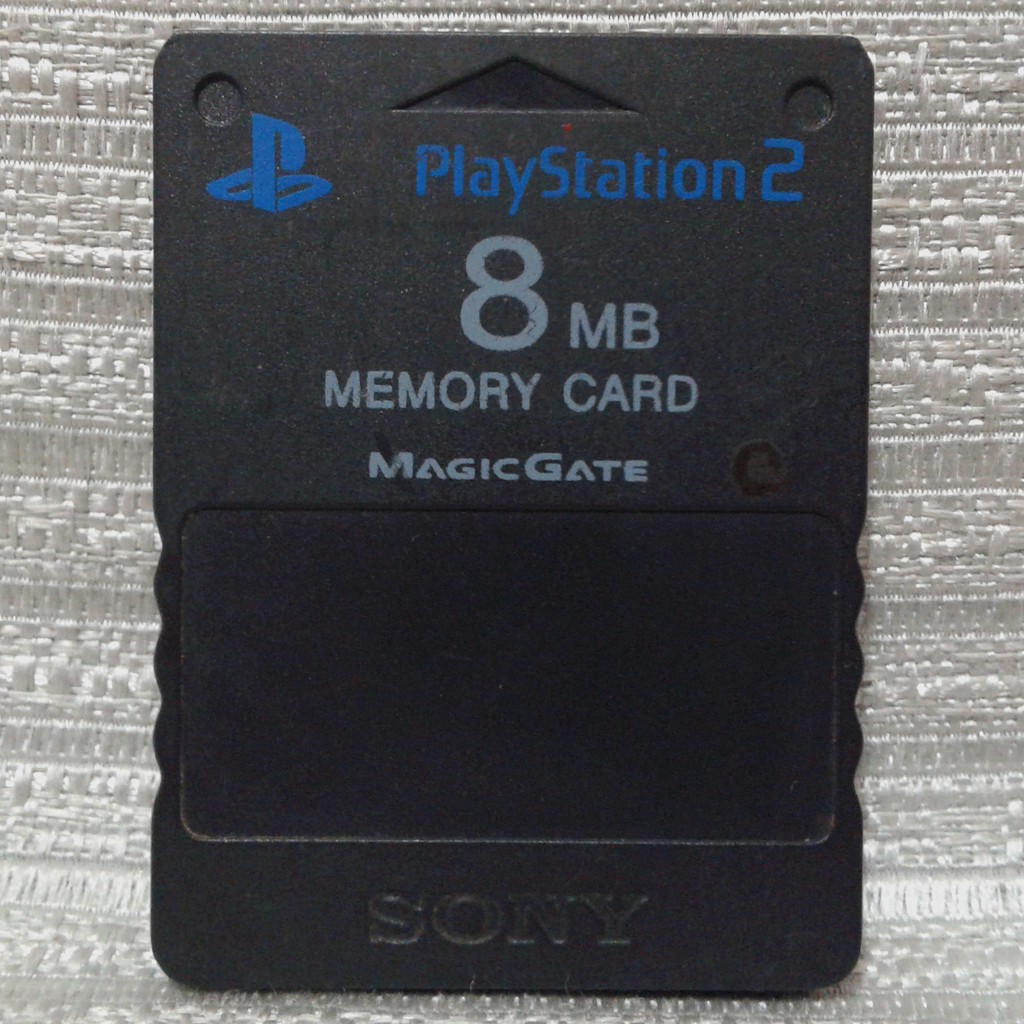 PlayStation 2
8 MB
MEMORY CARD
MAGICGATE
SONY